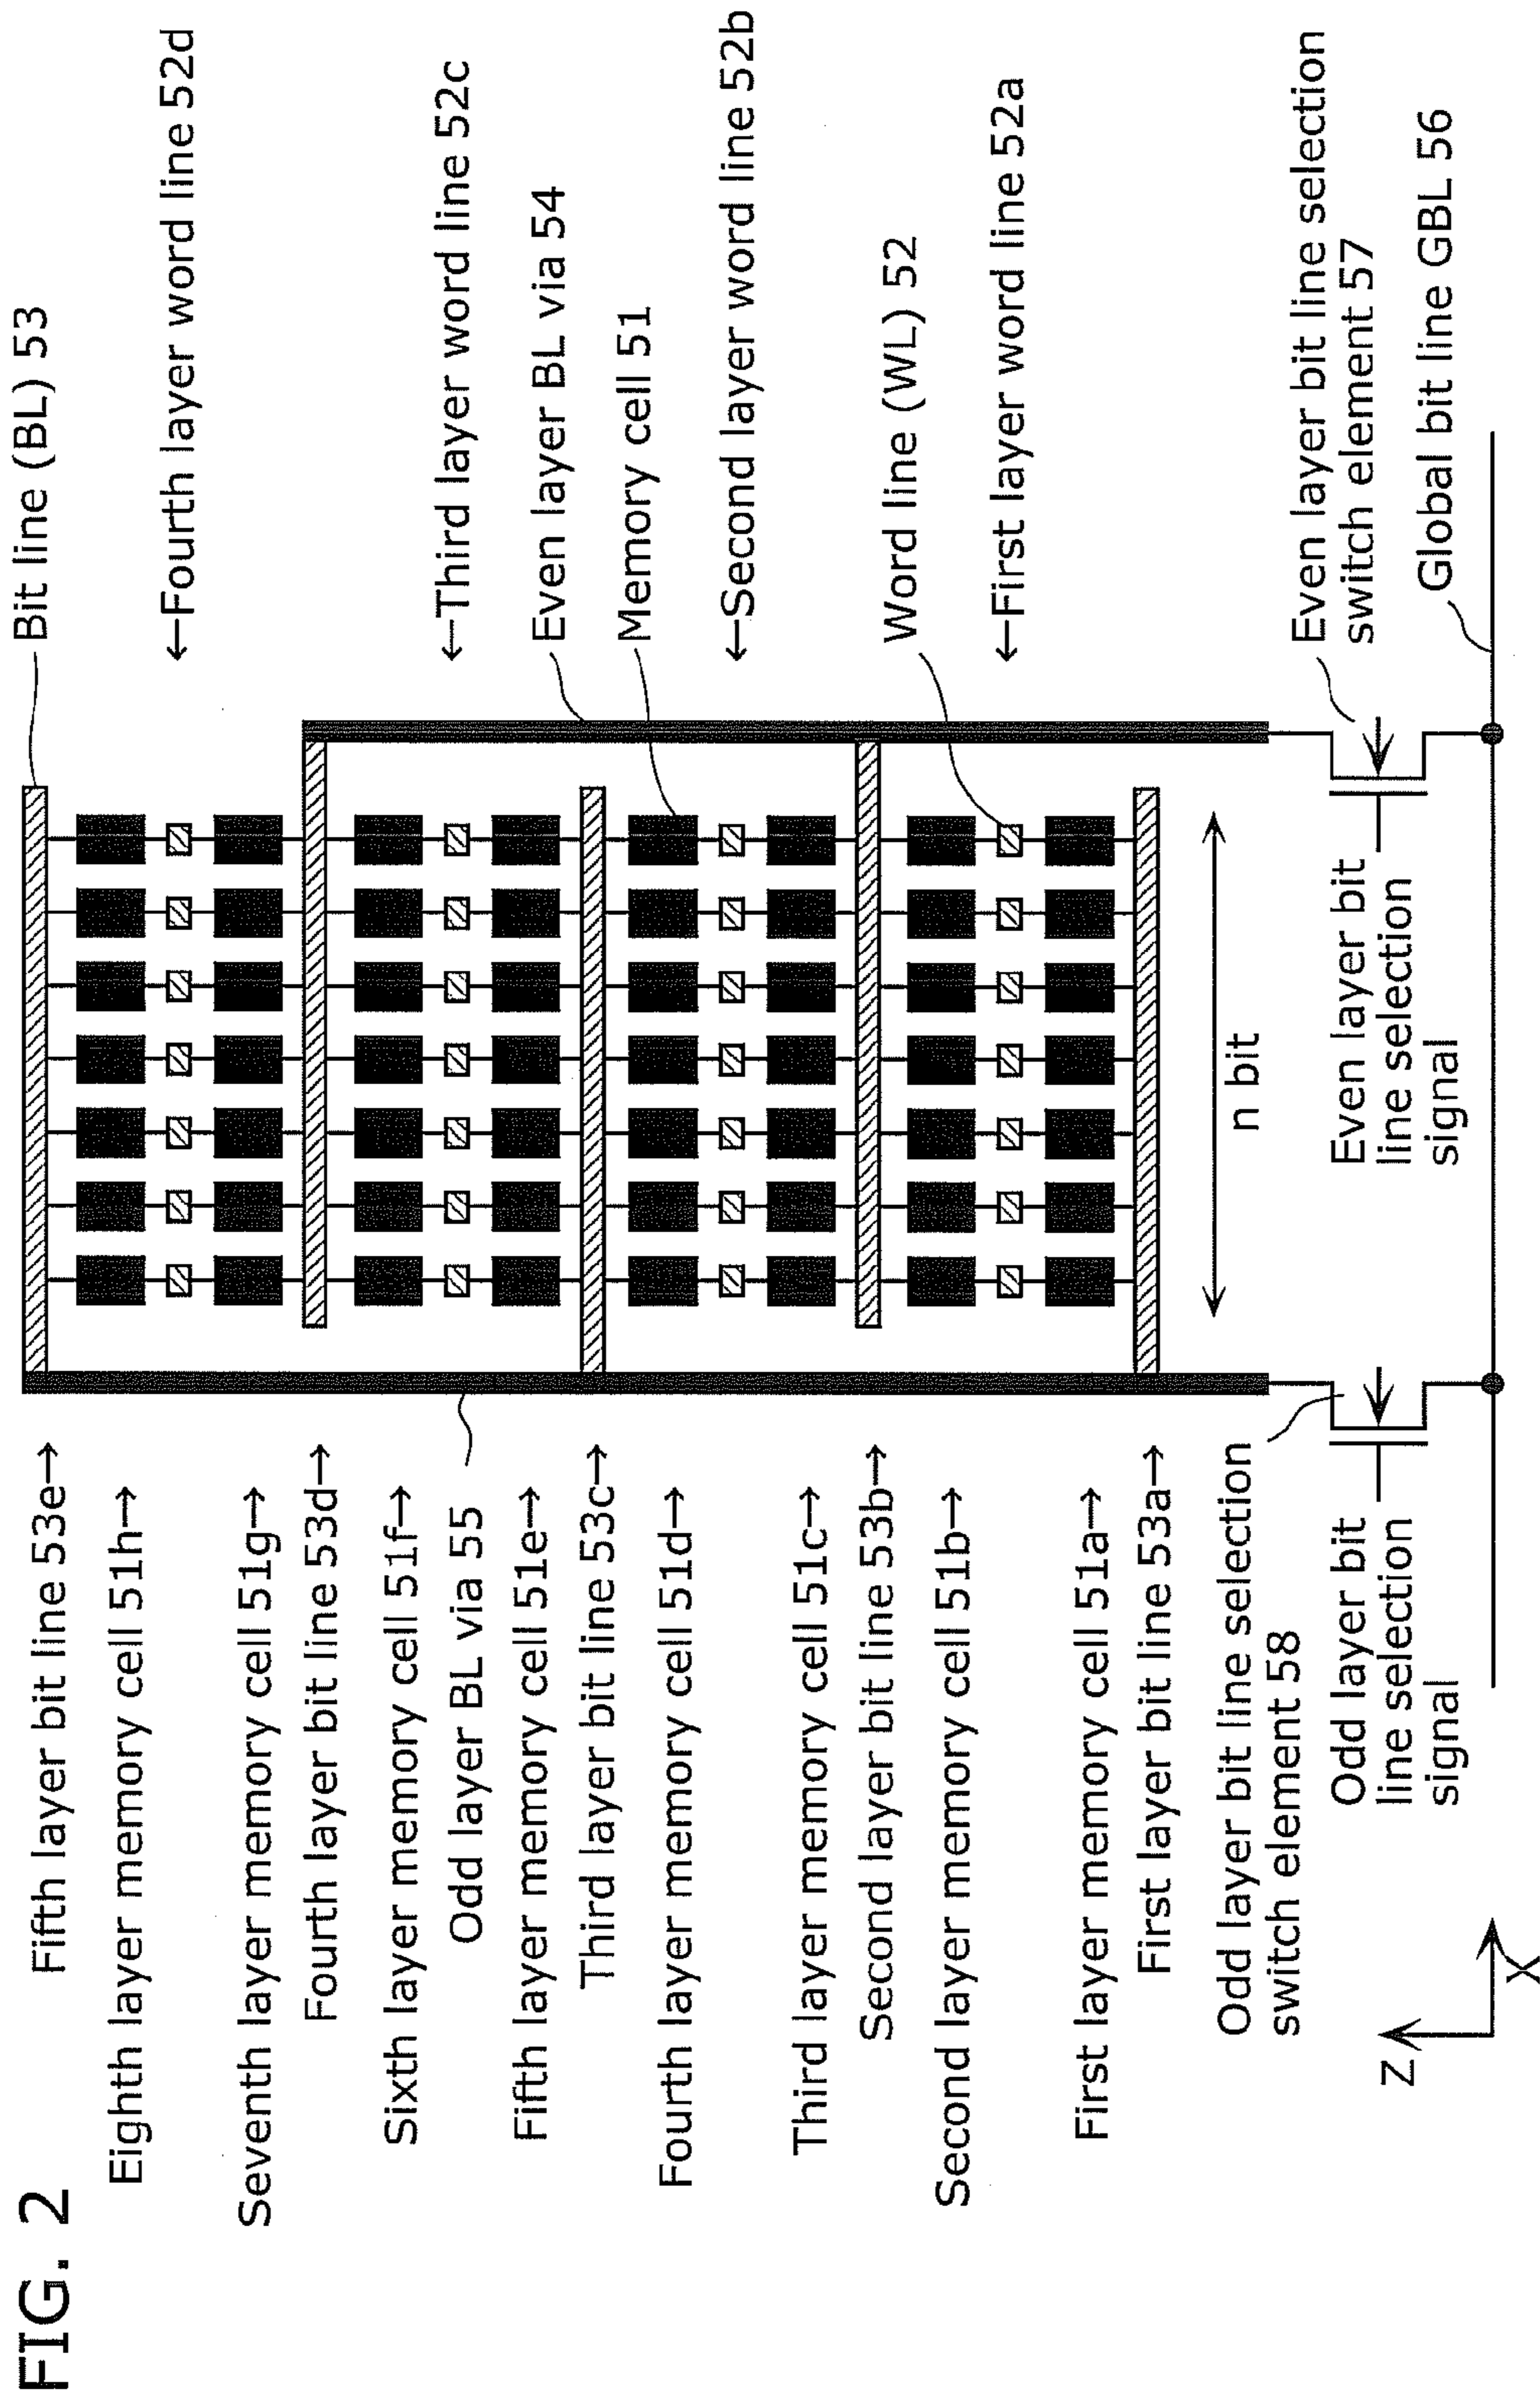 FIG. 2
Fifth layer bit line 53e→
Eighth layer memory cell 51h→
Seventh layer memory cell 51g→
Fourth layer bit line 53d→
Sixth layer memory cell 51f→
Odd layer BL via 55
Fifth layer memory cell 51e→
Third layer bit line 53c→
Fourth layer memory cell 51d→
Third layer memory cell 51c→
Second layer bit line 53b→
Second layer memory cell 51b→
First layer memory cell 51a→
First layer bit line 53a→
Odd layer bit line selection
switch element 58
Odd layer bit
line selection
signal
Z
X
n bit
Even layer bit
line selection
signal
Bit line (BL) 53
←Fourth layer word line 52d
←Third layer word line 52c
Even layer BL via 54
Memory cell 51
←Second layer word line 52b
Word line (WL) 52
←First layer word line 52a
Even layer bit line selection
switch element 57
Global bit line GBL 56